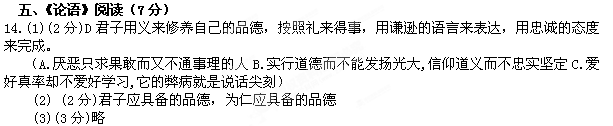 五、《论语》阅读(7 分)
14.(1)(2 分)D 君子用义来修养自己的品德，按照礼来得事，用谦逊的语言来表达，用忠诚的态度
来完成。
(A.厌恶只求果敢而又不通事理的人 B.实行道德而不能发扬光大,信仰道义而不忠实坚定 C.爱
好真率却不爱好学习,它的弊病就是说话尖刻)
(2) (2 分)君子应具备的品德，为仁应具备的品德
(3)(3 分)略